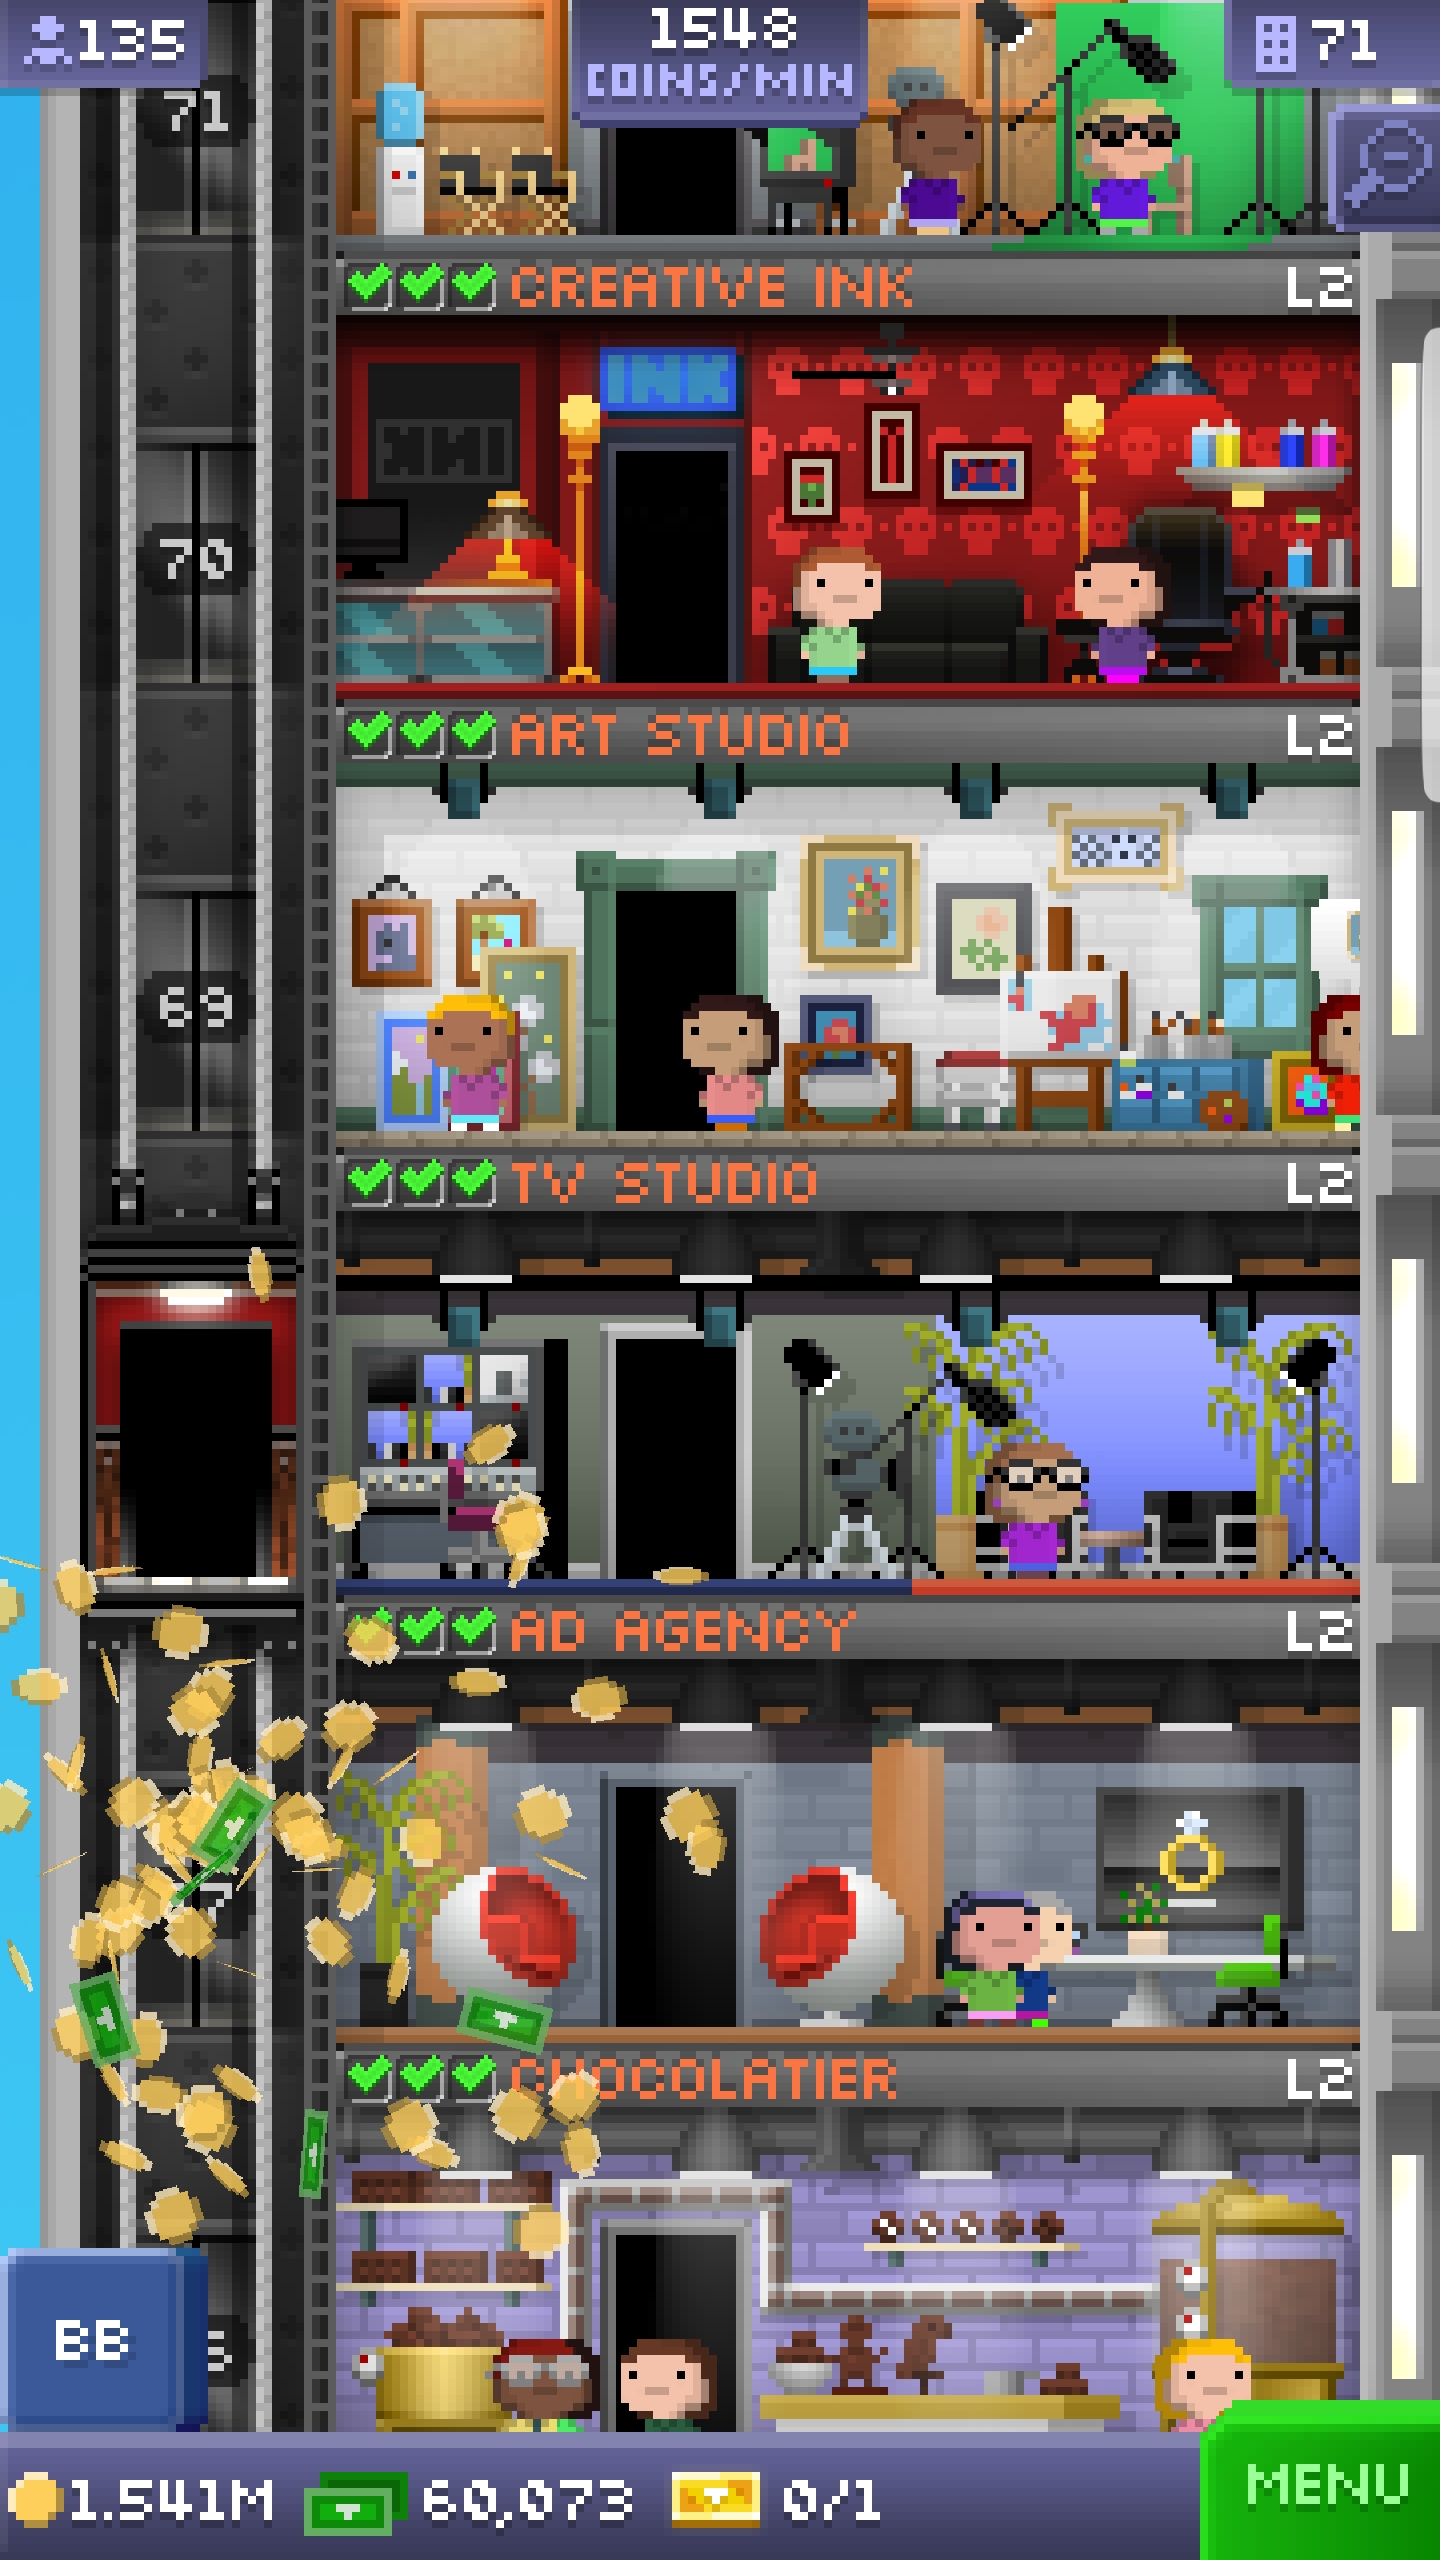 135
1548
COINS/MIN
71
71
CREATIVE INK L2
INK
70
ART STUDIO L2
69
TV STUDIO L2
AD AGENCY L2
CHOCOLATIER L2
BB
1.541M 60,073 0/1
MENU